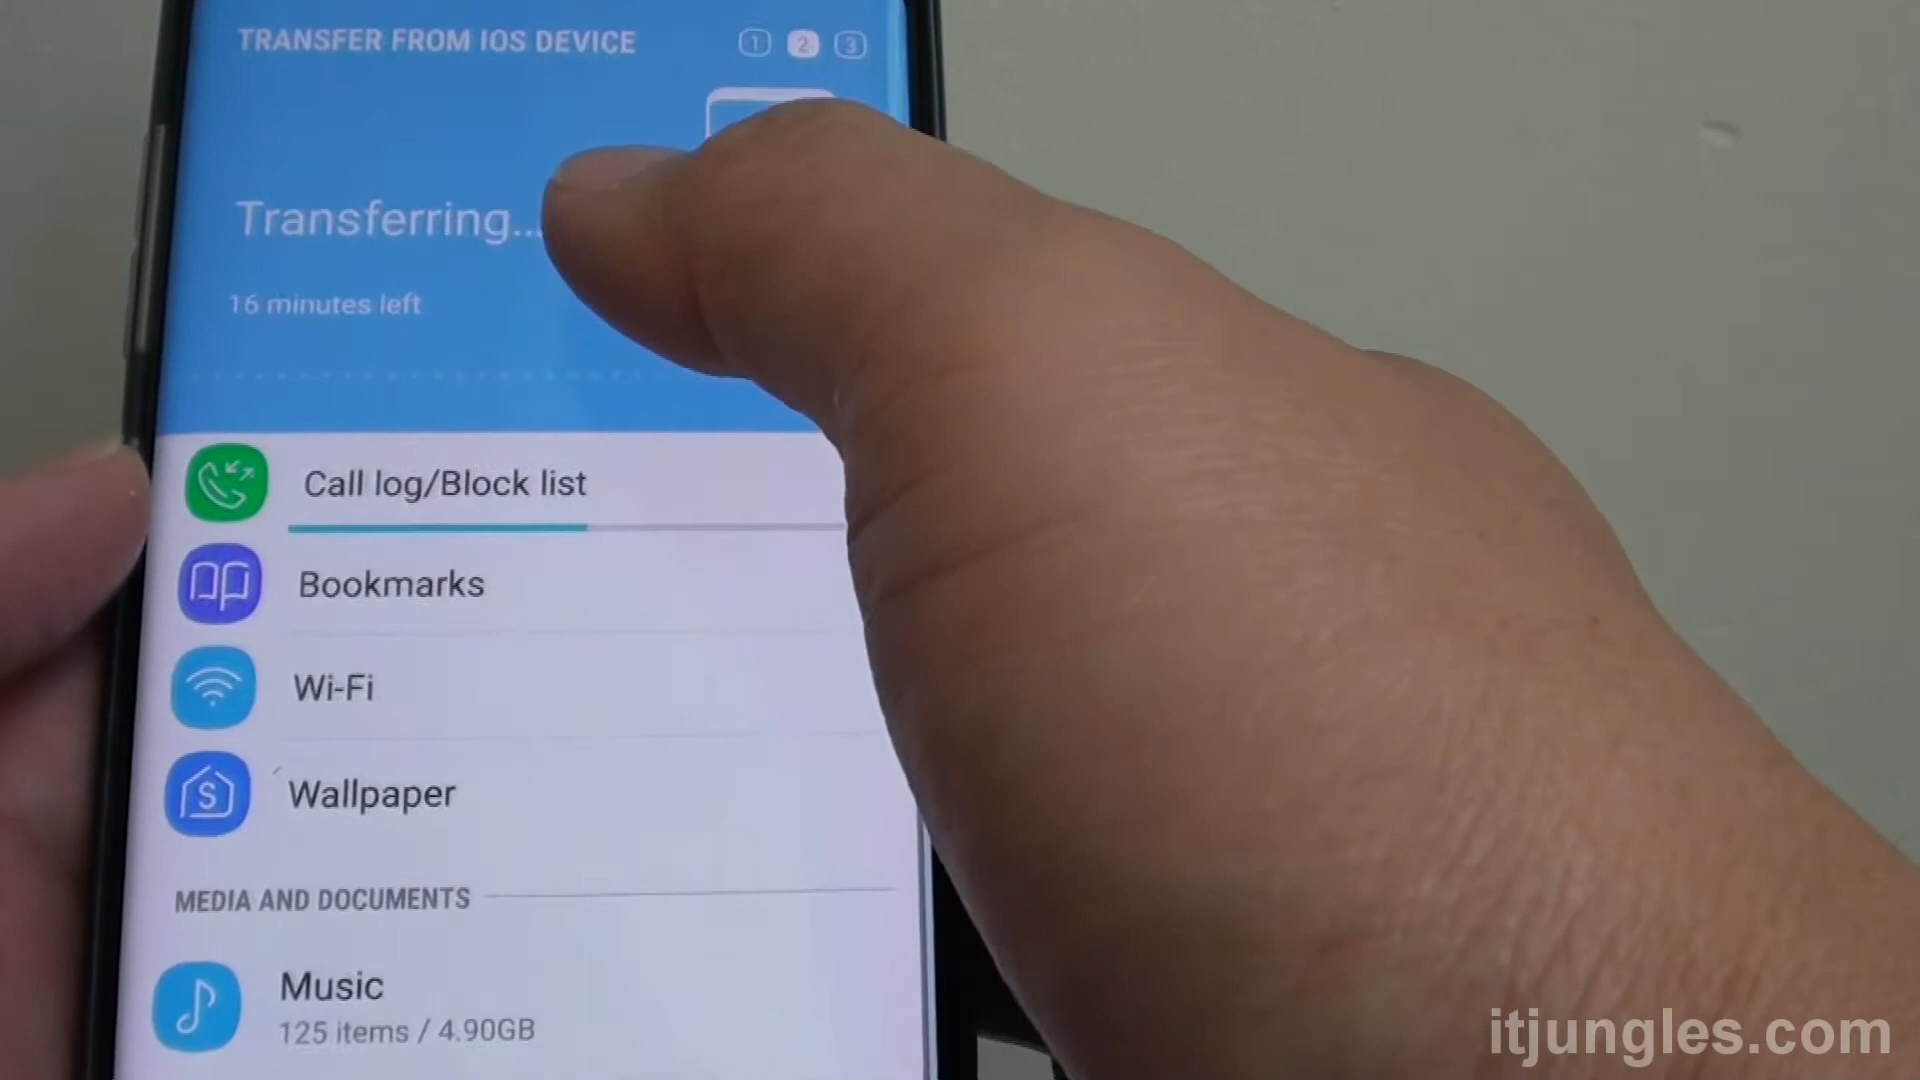 TRANSFER FROM IOS DEVICE
1 2 3
Transferring...
16 minutes left
Call log/Block list
Bookmarks
Wi-Fi
Wallpaper
MEDIA AND DOCUMENTS
Music
125 items / 4.90GB
itjungles.com